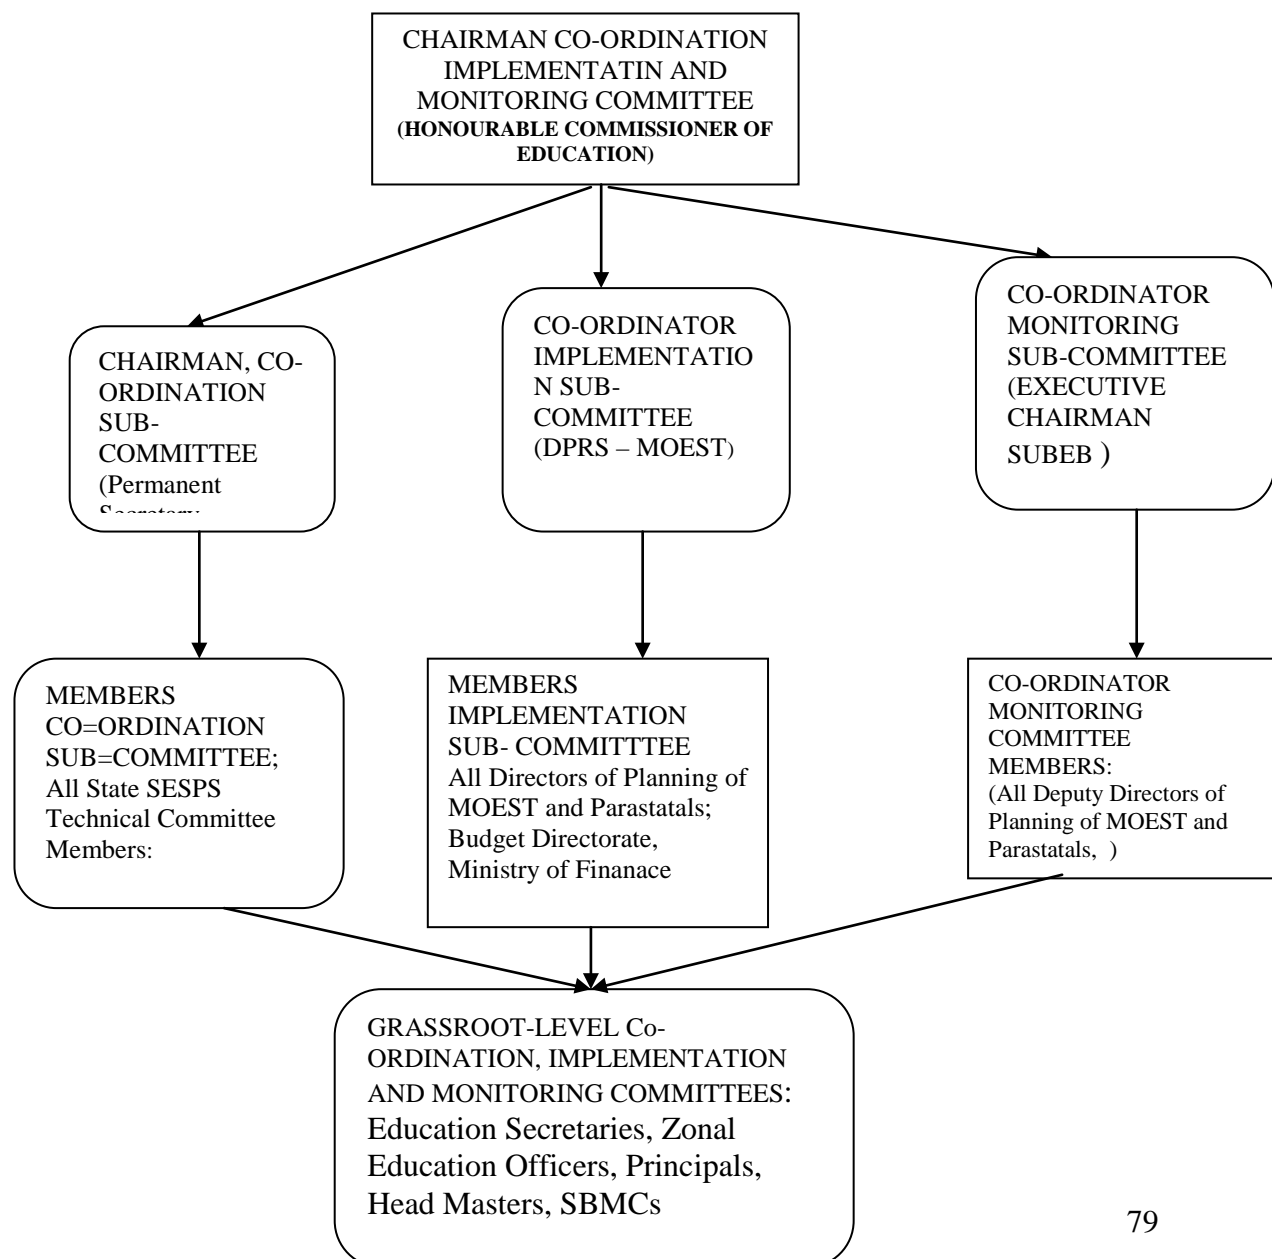 CHAIRMAN CO-ORDINATION
IMPLEMENTATIN AND
MONITORING COMMITTEE
(HONOURABLE COMMISSIONER OF
EDUCATION)
CHAIRMAN, CO-
ORDINATION
SUB-
COMMITTEE
(Permanent
CO-ORDINATOR
IMPLEMENTATIO
N SUB-
COMMITTEE
(DPRS – MOEST)
CO-ORDINATOR
MONITORING
SUB-COMMITTEE
(EXECUTIVE
CHAIRMAN
SUBEB )
MEMBERS
CO=ORDINATION
SUB=COMMITTEE;
All State SESPS
Technical Committee
Members:
MEMBERS
IMPLEMENTATION
SUB- COMMITTTEE
All Directors of Planning of
MOEST and Parastatals;
Budget Directorate,
Ministry of Finanace
CO-ORDINATOR
MONITORING
COMMITTEE
MEMBERS:
(All Deputy Directors of
Planning of MOEST and
Parastatals,  )
GRASSROOT-LEVEL Co-
ORDINATION, IMPLEMENTATION
AND MONITORING COMMITTEES:
Education Secretaries, Zonal
Education Officers, Principals,
Head Masters, SBMCs
79